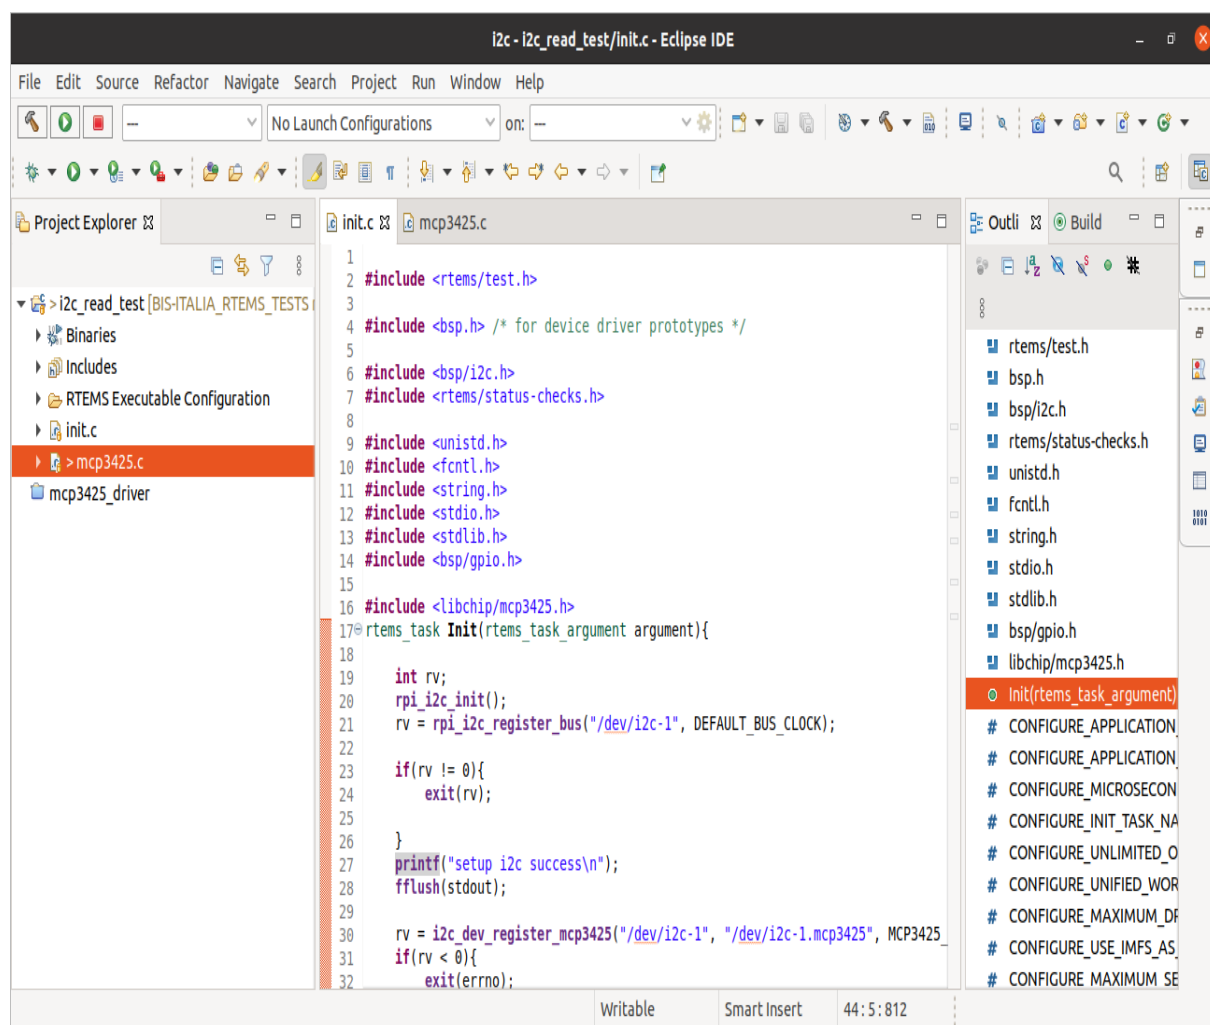 i2c - i2c_read_test/init.c - Eclipse IDE
File Edit Source Refactor Navigate Search Project Run Window Help
--- No Launch Configurations on: ---
Project Explorer
i2c_read_test [BIS-ITALIA_RTEMS_TESTS
Binaries
Includes
RTEMS Executable Configuration
init.c
> mcp3425.c
mcp3425_driver
init.c mcp3425.c
1
2 #include <rtems/test.h>
3
4 #include <bsp.h> /* for device driver prototypes */
5
6 #include <bsp/i2c.h>
7 #include <rtems/status-checks.h>
8
9 #include <unistd.h>
10 #include <fcntl.h>
11 #include <string.h>
12 #include <stdio.h>
13 #include <stdlib.h>
14 #include <bsp/gpio.h>
15
16 #include <libchip/mcp3425.h>
17 rtems_task Init(rtems_task_argument argument){
18
19 int rv;
20 rpi_i2c_init();
21 rv = rpi_i2c_register_bus("/dev/i2c-1", DEFAULT_BUS_CLOCK);
22
23 if(rv != 0){
24 exit(rv);
25
26 }
27 printf("setup i2c success\n");
28 fflush(stdout);
29
30 rv = i2c_dev_register_mcp3425("/dev/i2c-1", "/dev/i2c-1.mcp3425", MCP3425_
31 if(rv < 0){
32 exit(errno);
Outli Build
rtems/test.h
bsp.h
bsp/i2c.h
rtems/status-checks.h
unistd.h
fcntl.h
string.h
stdio.h
stdlib.h
bsp/gpio.h
libchip/mcp3425.h
Init(rtems_task_argument)
# CONFIGURE_APPLICATION_
# CONFIGURE_APPLICATION_
# CONFIGURE_MICROSECON
# CONFIGURE_INIT_TASK_NA
# CONFIGURE_UNLIMITED_O
# CONFIGURE_UNIFIED_WOR
# CONFIGURE_MAXIMUM_DR
# CONFIGURE_USE_IMFS_AS_
# CONFIGURE_MAXIMUM_SE
Writable Smart Insert 44 : 5 : 812